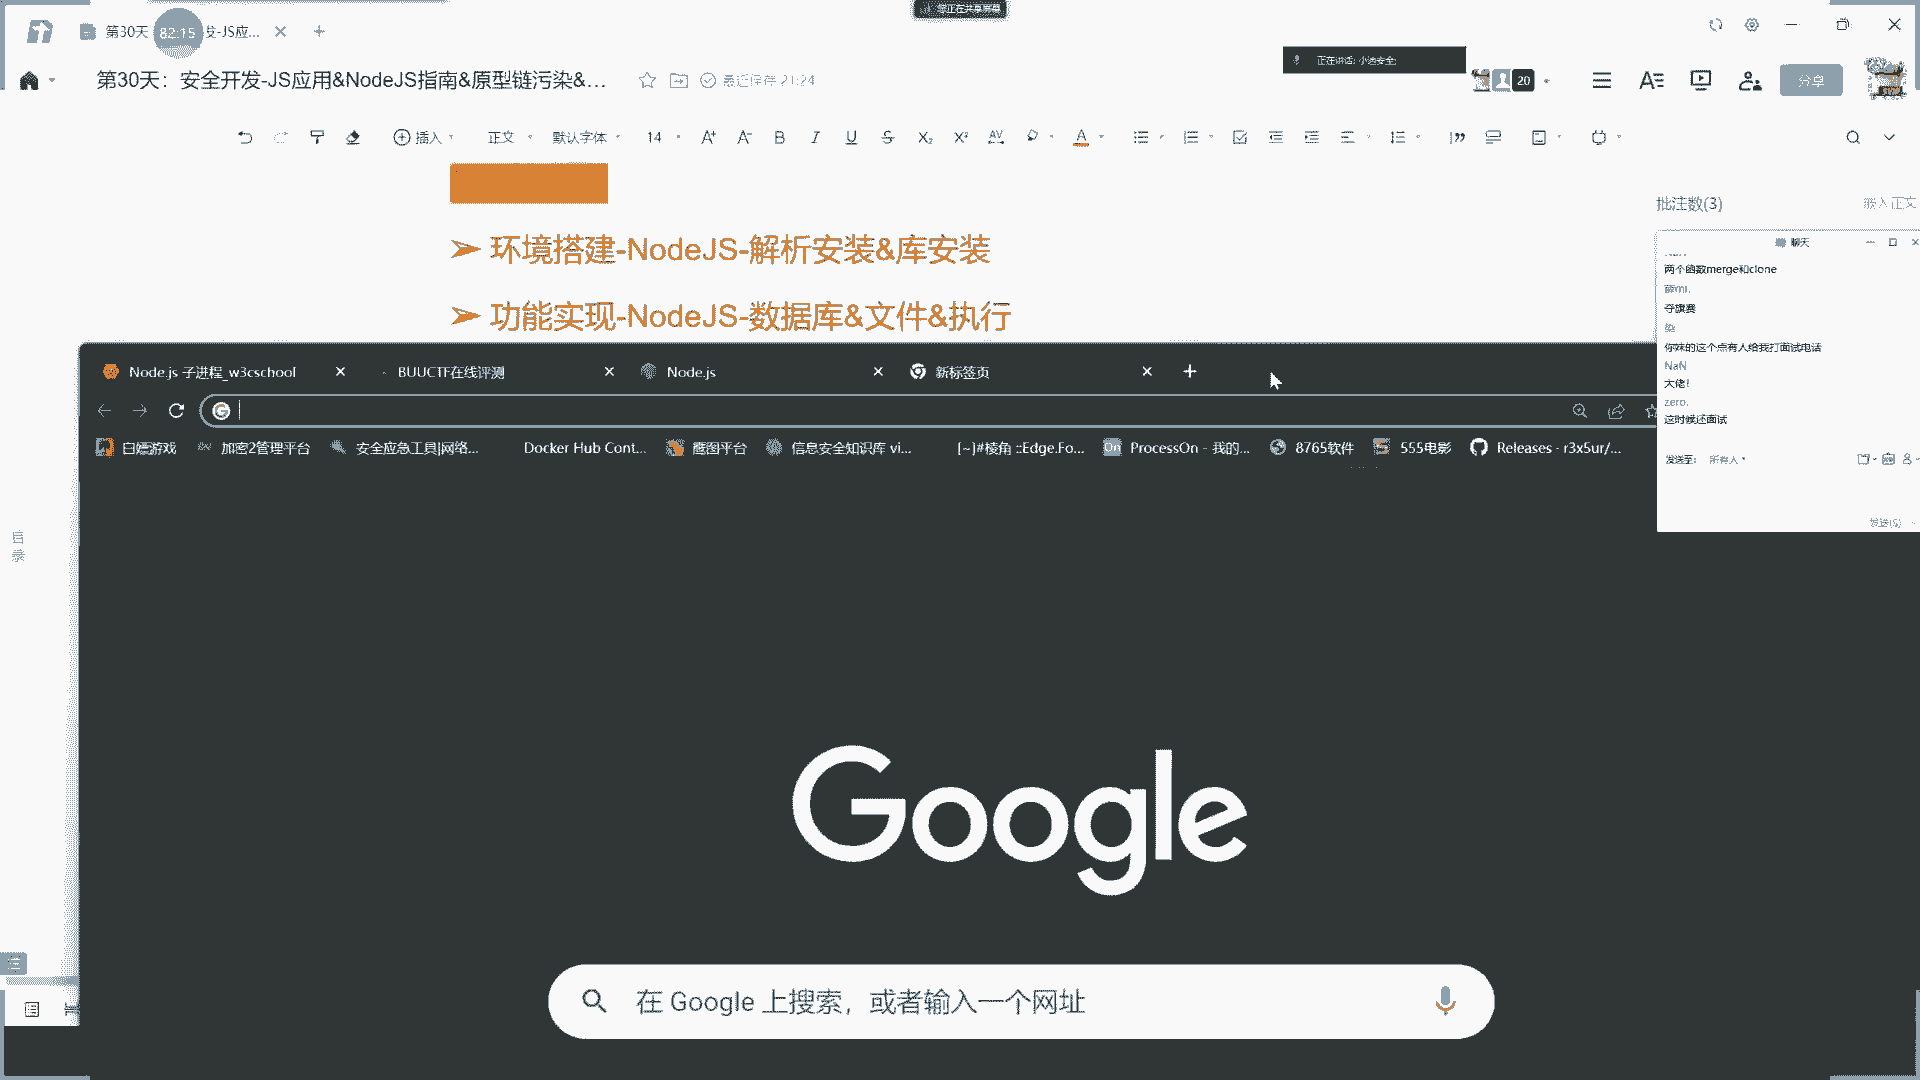 您正在共享屏幕
第30天
82:15
发-JS应...
正在讲话: 小迪安全;
第30天：安全开发-JS应用&NodeJS指南&原型链污染&...
最近保存 21:24
20
分享
插入
正文
默认字体
14
批注数(3)
嵌入正文
➢ 环境搭建-NodeJS-解析安装&库安装
➢ 功能实现-NodeJS-数据库&文件&执行
聊天
两个函数merge和clone
夺旗赛
染
你妹的这个点有人给我打面试电话
NaN
大佬！
zero.
这时候还面试
发送至:
所有人
发送(S)
目录
Node.js 子进程_w3cschool
BUUCTF在线评测
Node.js
新标签页
白嫖游戏
加密2管理平台
安全应急工具|网络...
Docker Hub Cont...
鹰图平台
信息安全知识库 vi...
[~]#棱角 ::Edge.Fo...
ProcessOn - 我的...
8765软件
555电影
Releases · r3x5ur/...
Google
在 Google 上搜索，或者输入一个网址